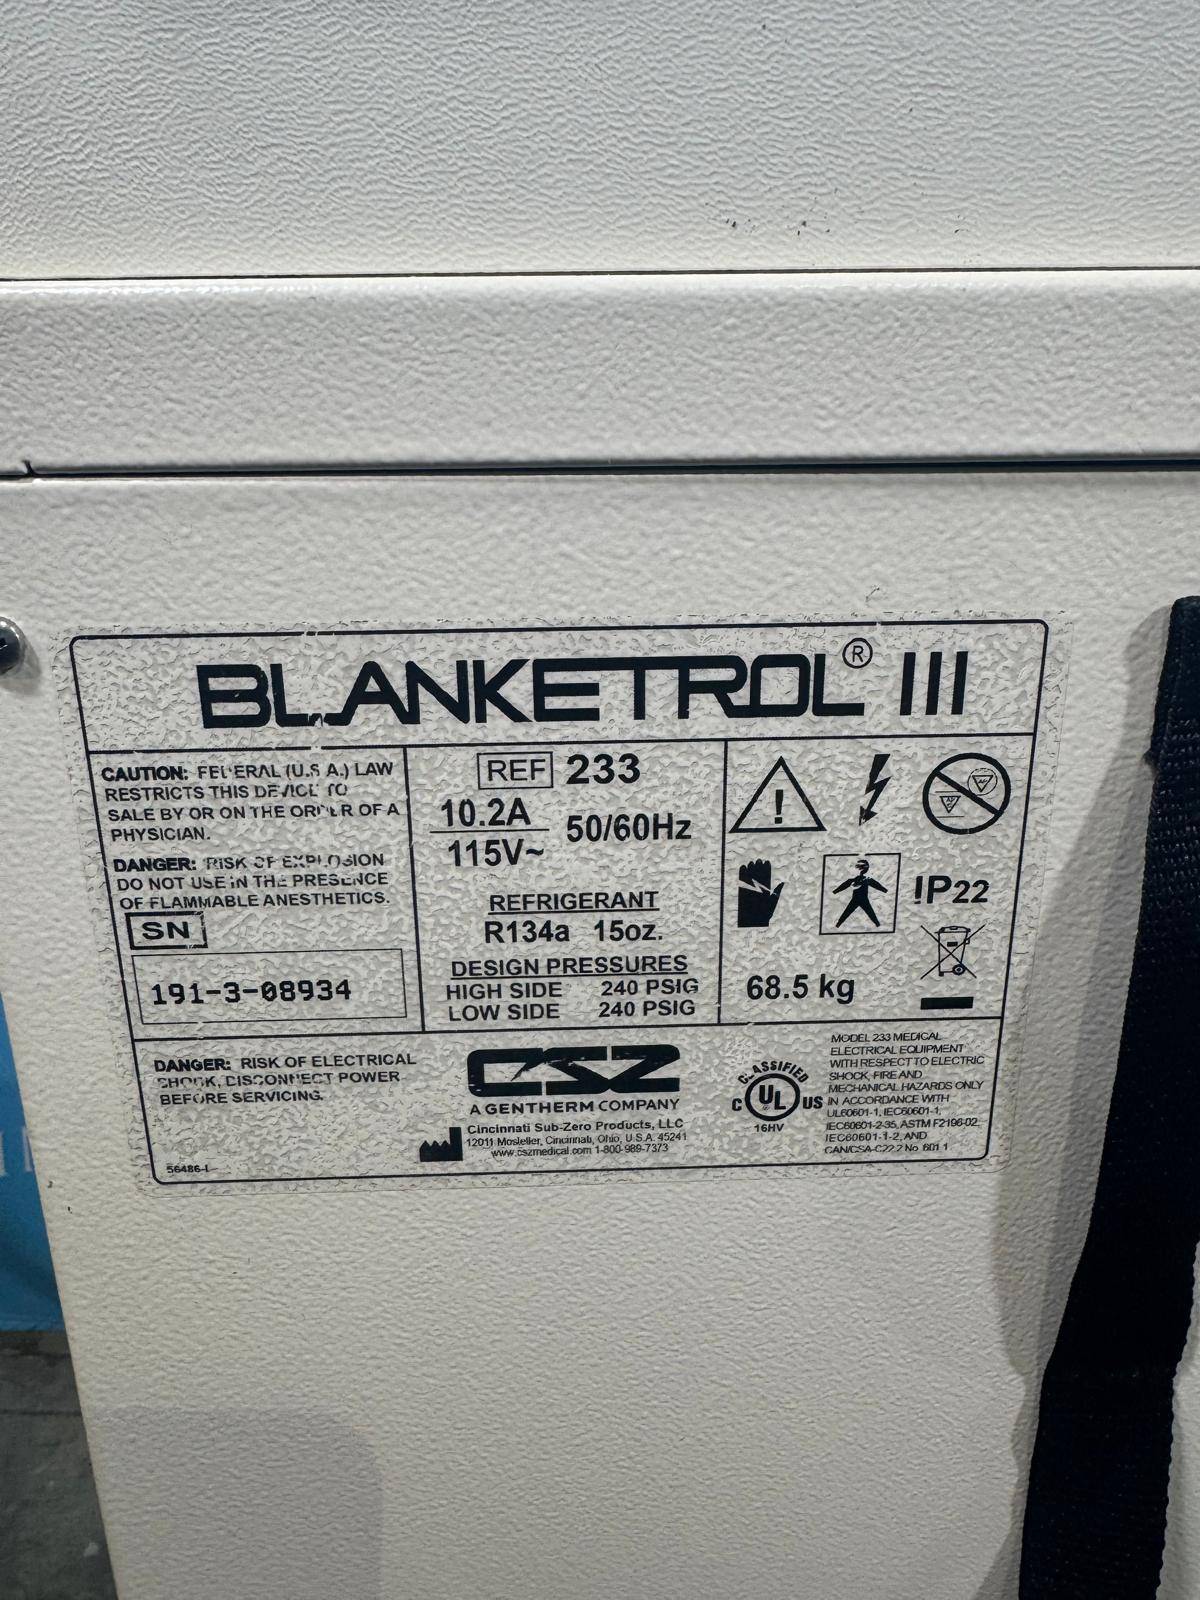 BLANKETROL® III
CAUTION: FEDERAL (U.S.A.) LAW
RESTRICTS THIS DEVICE TO
SALE BY OR ON THE ORDER OF A
PHYSICIAN.
DANGER: RISK OF EXPLOSION
DO NOT USE IN THE PRESENCE
OF FLAMMABLE ANESTHETICS.
SN
191-3-08934
REF 233
10.2A
115V~
50/60Hz
REFRIGERANT
R134a 15oz.
DESIGN PRESSURES
HIGH SIDE 240 PSIG
LOW SIDE 240 PSIG
IP22
68.5 kg
DANGER: RISK OF ELECTRICAL
SHOCK, DISCONNECT POWER
BEFORE SERVICING.
56486-L
CSZ
A GENTHERM COMPANY
Cincinnati Sub-Zero Products, LLC
12011 Mosteller, Cincinnati, Ohio, U.S.A. 45241
www.cszmedical.com 1-800-989-7373
CLASSIFIED
C UL US
16HV
MODEL 233 MEDICAL
ELECTRICAL EQUIPMENT
WITH RESPECT TO ELECTRIC
SHOCK, FIRE AND
MECHANICAL HAZARDS ONLY
IN ACCORDANCE WITH
UL60601-1, IEC60601-1,
IEC60601-2-35, ASTM F2196-02,
IEC60601-1-2, AND
CAN/CSA-C22.2 No. 601.1